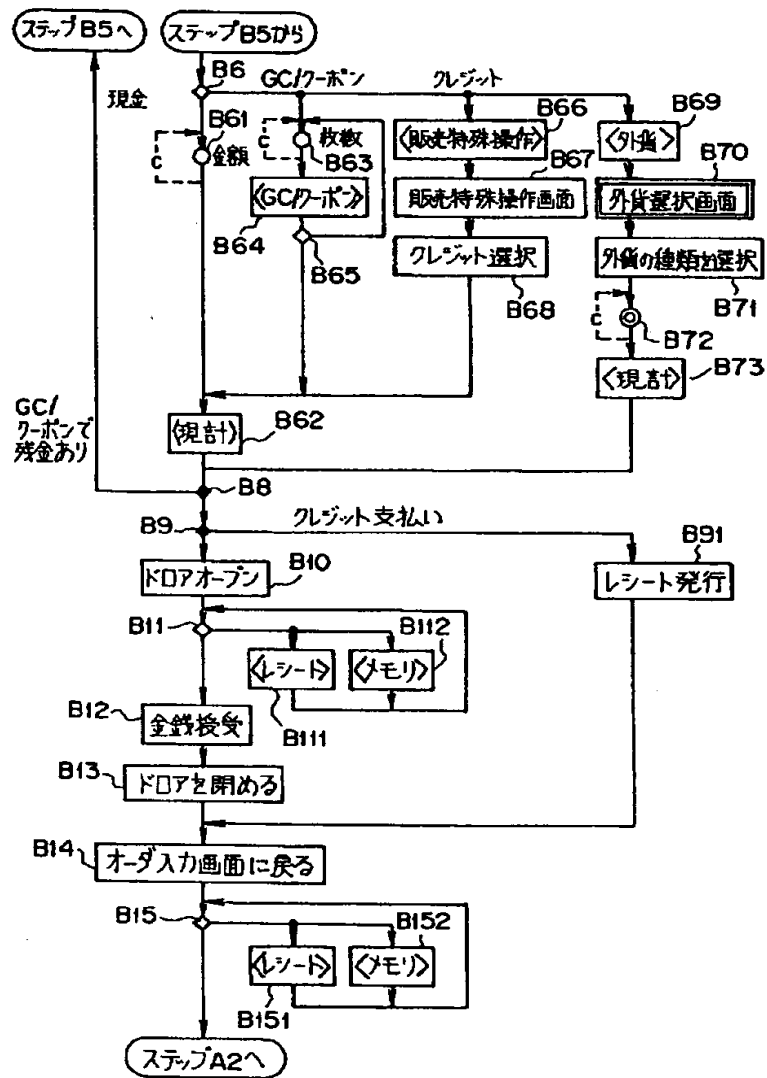 ステップB5へ
ステップB5から
B6
GC/クーポン
クレジット
現金
B61
C
金額
C
枚数
B63
〈GC/クーポン〉
B64
B65
B66
〈販売特殊操作〉
B67
販売特殊操作画面
クレジット選択
B68
B69
〈外貨〉
B70
外貨選択画面
外貨の種類を選択
B71
C
B72
B73
〈現計〉
GC/
クーポンで
残金あり
B62
〈現計〉
B8
B9
クレジット支払い
B91
レシート発行
B10
ドロアオープン
B11
B112
〈レシート〉
〈メモリ〉
B111
B12
金銭授受
B13
ドロアを閉める
B14
オーダ入力画面に戻る
B15
B152
〈レシート〉
〈メモリ〉
B151
ステップA2へ